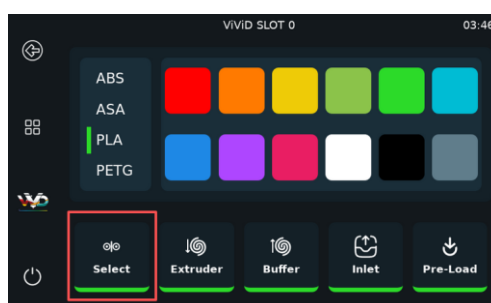 ViViD SLOT 0
03:46
ABS
ASA
PLA
PETG
Select
Extruder
Buffer
Inlet
Pre-Load